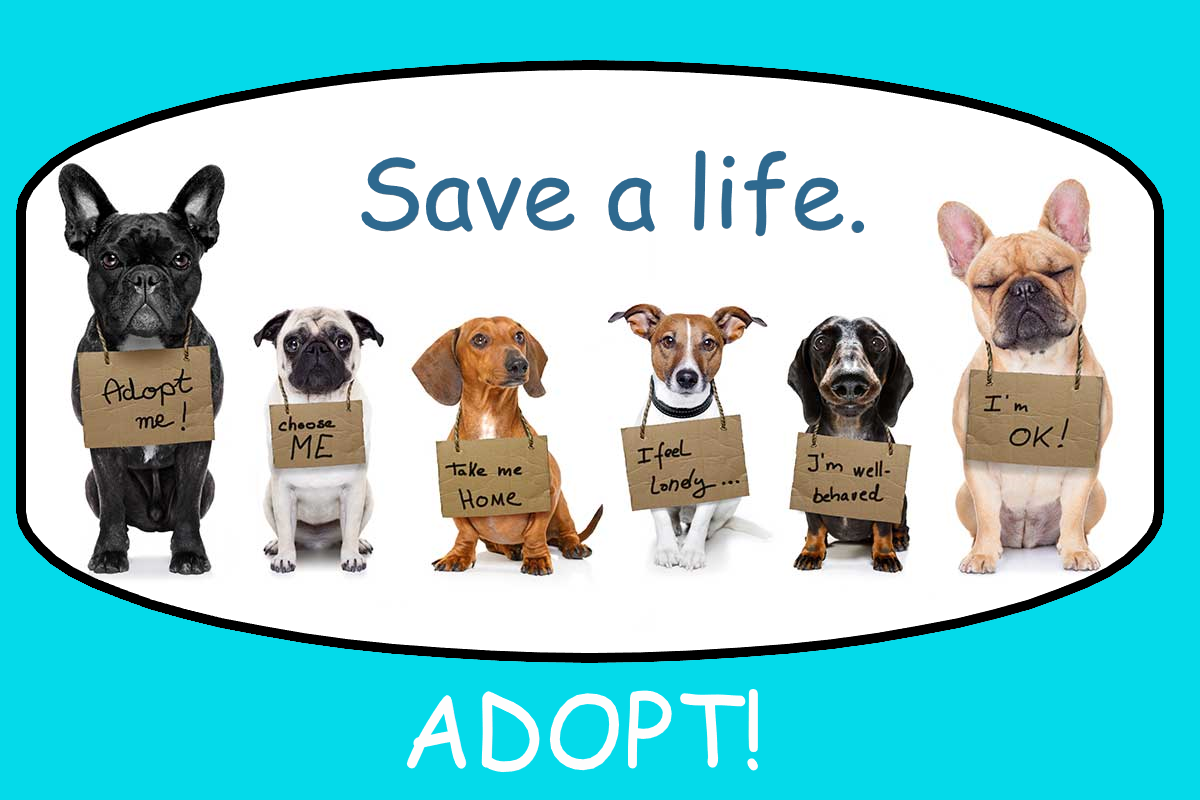 Save a life.
Adopt
me!
choose
ME
Take me
HOME
I feel
Lonely...
I'm well-
behaved
I'm
OK!
ADOPT!